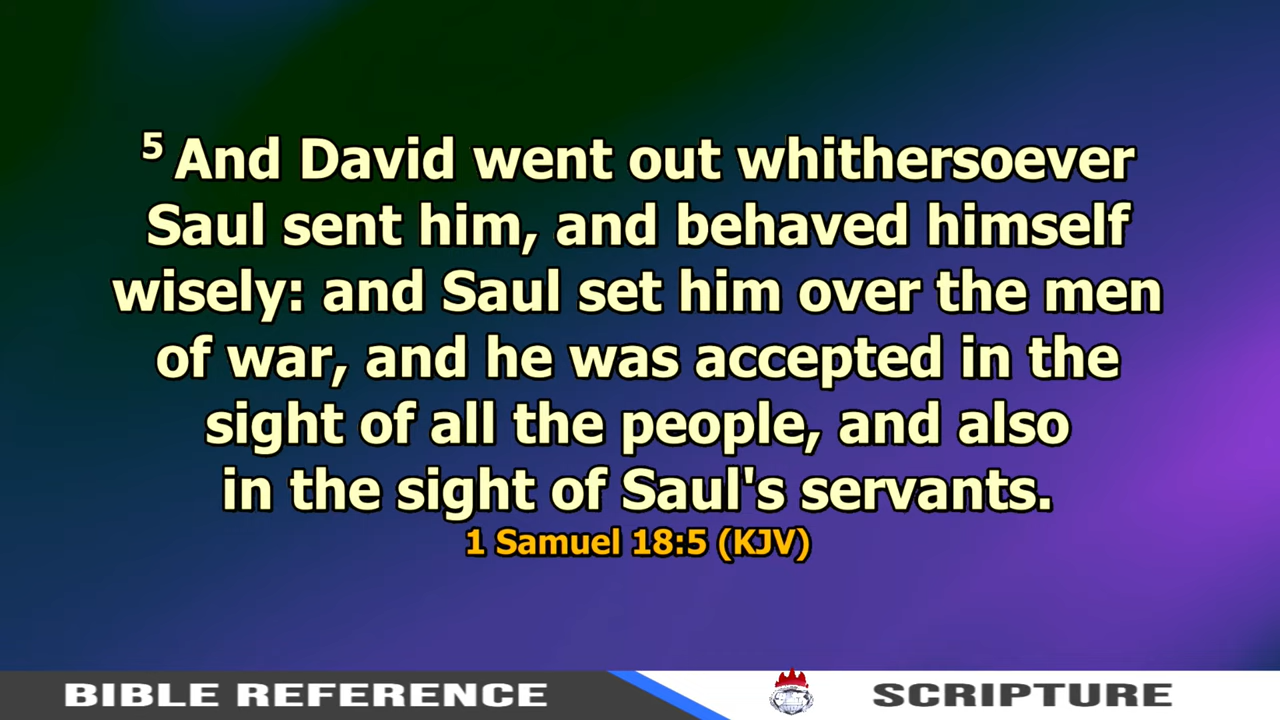 5 And David went out whithersoever
Saul sent him, and behaved himself
wisely: and Saul set him over the men
of war, and he was accepted in the
sight of all the people, and also
in the sight of Saul's servants.
1 Samuel 18:5 (KJV)
BIBLE REFERENCE
SCRIPTURE